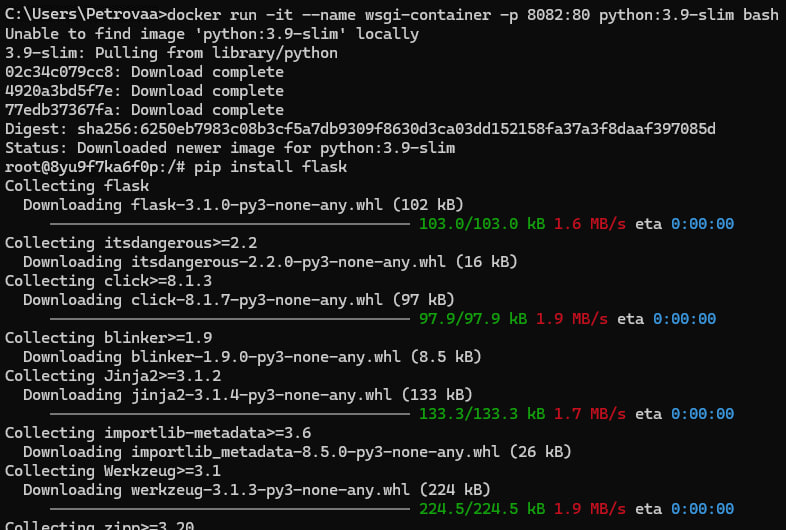 C:\Users\Petrovaa>docker run -it --name wsgi-container -p 8082:80 python:3.9-slim bash
Unable to find image 'python:3.9-slim' locally
3.9-slim: Pulling from library/python
02c34c079cc8: Download complete
4920a3bd5f7e: Download complete
77edb37367fa: Download complete
Digest: sha256:6250eb7983c08b3cf5a7db9309f8630d3ca03dd152158fa37a3f8daaf397085d
Status: Downloaded newer image for python:3.9-slim
root@8yu9f7ka6f0p:/# pip install flask
Collecting flask
  Downloading flask-3.1.0-py3-none-any.whl (102 kB)
103.0/103.0 kB 1.6 MB/s eta 0:00:00
Collecting itsdangerous>=2.2
  Downloading itsdangerous-2.2.0-py3-none-any.whl (16 kB)
Collecting click>=8.1.3
  Downloading click-8.1.7-py3-none-any.whl (97 kB)
97.9/97.9 kB 1.9 MB/s eta 0:00:00
Collecting blinker>=1.9
  Downloading blinker-1.9.0-py3-none-any.whl (8.5 kB)
Collecting Jinja2>=3.1.2
  Downloading jinja2-3.1.4-py3-none-any.whl (133 kB)
133.3/133.3 kB 1.7 MB/s eta 0:00:00
Collecting importlib-metadata>=3.6
  Downloading importlib_metadata-8.5.0-py3-none-any.whl (26 kB)
Collecting Werkzeug>=3.1
  Downloading werkzeug-3.1.3-py3-none-any.whl (224 kB)
224.5/224.5 kB 1.9 MB/s eta 0:00:00
Collecting zipp>=3.20